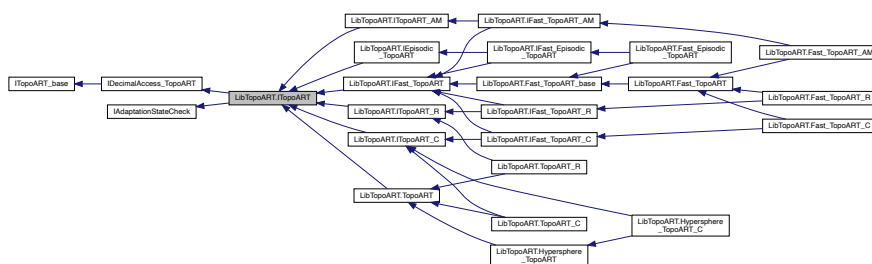 LibTopoART.ITopoART_AM
LibTopoART.IFast_TopoART_AM
LibTopoART.IEpisodic
_TopoART
LibTopoART.IFast_Episodic
_TopoART
LibTopoART.Fast_Episodic
_TopoART
LibTopoART.Fast_TopoART_AM
ITopoART_base
IDecimalAccess_TopoART
LibTopoART.ITopoART
LibTopoART.IFast_TopoART
LibTopoART.Fast_TopoART_base
LibTopoART.Fast_TopoART
LibTopoART.Fast_TopoART_R
IAdaptationStateCheck
LibTopoART.ITopoART_R
LibTopoART.IFast_TopoART_R
LibTopoART.Fast_TopoART_C
LibTopoART.ITopoART_C
LibTopoART.IFast_TopoART_C
LibTopoART.TopoART_R
LibTopoART.TopoART
LibTopoART.TopoART_C
LibTopoART.Hypersphere
_TopoART_C
LibTopoART.Hypersphere
_TopoART